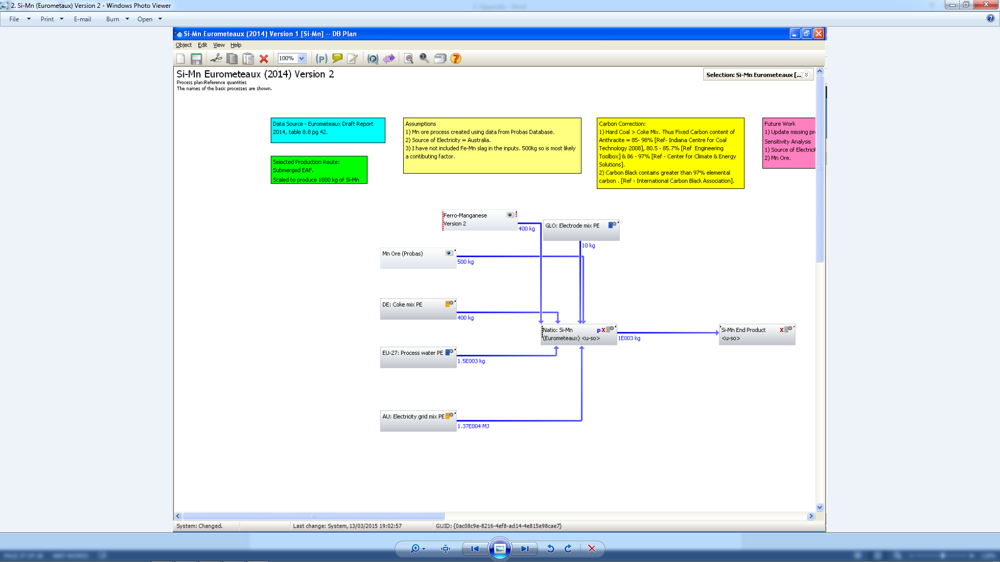 2. Si-Mn (Eurometaux) Version 2 - Windows Photo Viewer
File Print E-mail Burn Open
Si-Mn Eurometeaux (2014) Version 1 [Si-Mn] -- DB Plan
Object Edit View Help
100%
Si-Mn Eurometeaux (2014) Version 2
Process plan:Reference quantities
The names of the basic processes are shown.
Selection: Si-Mn Eurometeaux [...
Data Source - Eurometeaux Draft Report
2014, table 8.8 pg 42.
Selected Production Route:
Submerged EAF.
Scaled to produce 1000 kg of Si-Mn
Assumptions
1) Mn ore process created using data from Probas Database.
2) Source of Electricity = Australia.
3) I have not included Fe-Mn slag in the inputs. 500kg so is most likely
a contibuting factor.
Carbon Correction:
1) Hard Coal > Coke Mix. Thus Fixed Carbon content of
Anthracite = 85- 98% [Ref- Indiana Centre for Coal
Technology 2008], 80.5 - 85.7% [Ref Engineering
Toolbox] & 86 - 97% [Ref - Center for Climate & Energy
Solutions].
2) Carbon Black contains greater than 97% elemental
carbon . [Ref - International Carbon Black Association].
Future Work
1) Update missing pr
Sensitivity Analysis
1) Source of Electrici
2) Mn Ore.
Ferro-Manganese
Version 2
400 kg
GLO: Electrode mix PE
10 kg
Mn Ore (Probas)
500 kg
DE: Coke mix PE
400 kg
Natio: Si-Mn pX
(Eurometeaux) <u-so>
1E003 kg
Si-Mn End Product X
<u-so>
EU-27: Process water PE
1.5E003 kg
AU: Electricity grid mix PE
1.37E004 MJ
System: Changed.
Last change: System, 13/03/2015 19:02:57
GUID: {0ac08c9e-8216-4ef8-ad14-4e815e98cae7}